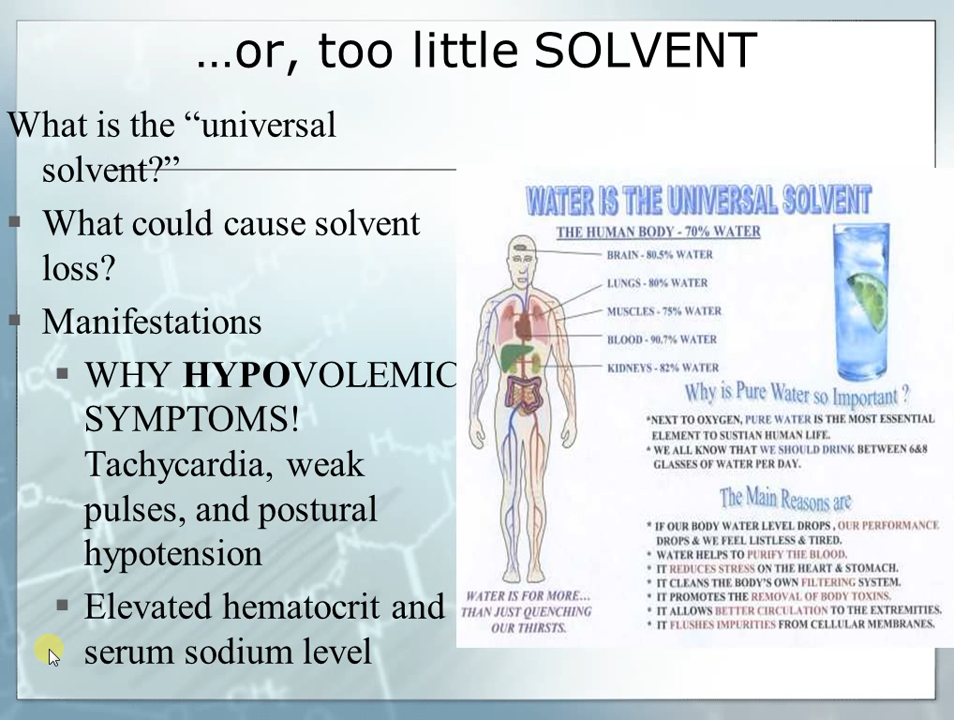 …or, too little SOLVENT
What is the “universal
solvent?”
▪ What could cause solvent
loss?
▪ Manifestations
▪ WHY HYPOVOLEMIC
SYMPTOMS!
Tachycardia, weak
pulses, and postural
hypotension
▪ Elevated hematocrit and
serum sodium level
WATER IS THE UNIVERSAL SOLVENT
THE HUMAN BODY - 70% WATER
BRAIN - 80.5% WATER
LUNGS - 80% WATER
MUSCLES - 75% WATER
BLOOD - 90.7% WATER
KIDNEYS - 82% WATER
Why is Pure Water so Important ?
*NEXT TO OXYGEN, PURE WATER IS THE MOST ESSENTIAL
ELEMENT TO SUSTIAN HUMAN LIFE.
* WE ALL KNOW THAT WE SHOULD DRINK BETWEEN 6&8
GLASSES OF WATER PER DAY.
The Main Reasons are
* IF OUR BODY WATER LEVEL DROPS , OUR PERFORMANCE
DROPS & WE FEEL LISTLESS & TIRED.
* WATER HELPS TO PURIFY THE BLOOD.
* IT REDUCES STRESS ON THE HEART & STOMACH.
* IT CLEANS THE BODY'S OWN FILTERING SYSTEM.
* IT PROMOTES THE REMOVAL OF BODY TOXINS.
* IT ALLOWS BETTER CIRCULATION TO THE EXTREMITIES.
* IT FLUSHES IMPURITIES FROM CELLULAR MEMBRANES.
WATER IS FOR MORE...
THAN JUST QUENCHING
OUR THIRSTS.